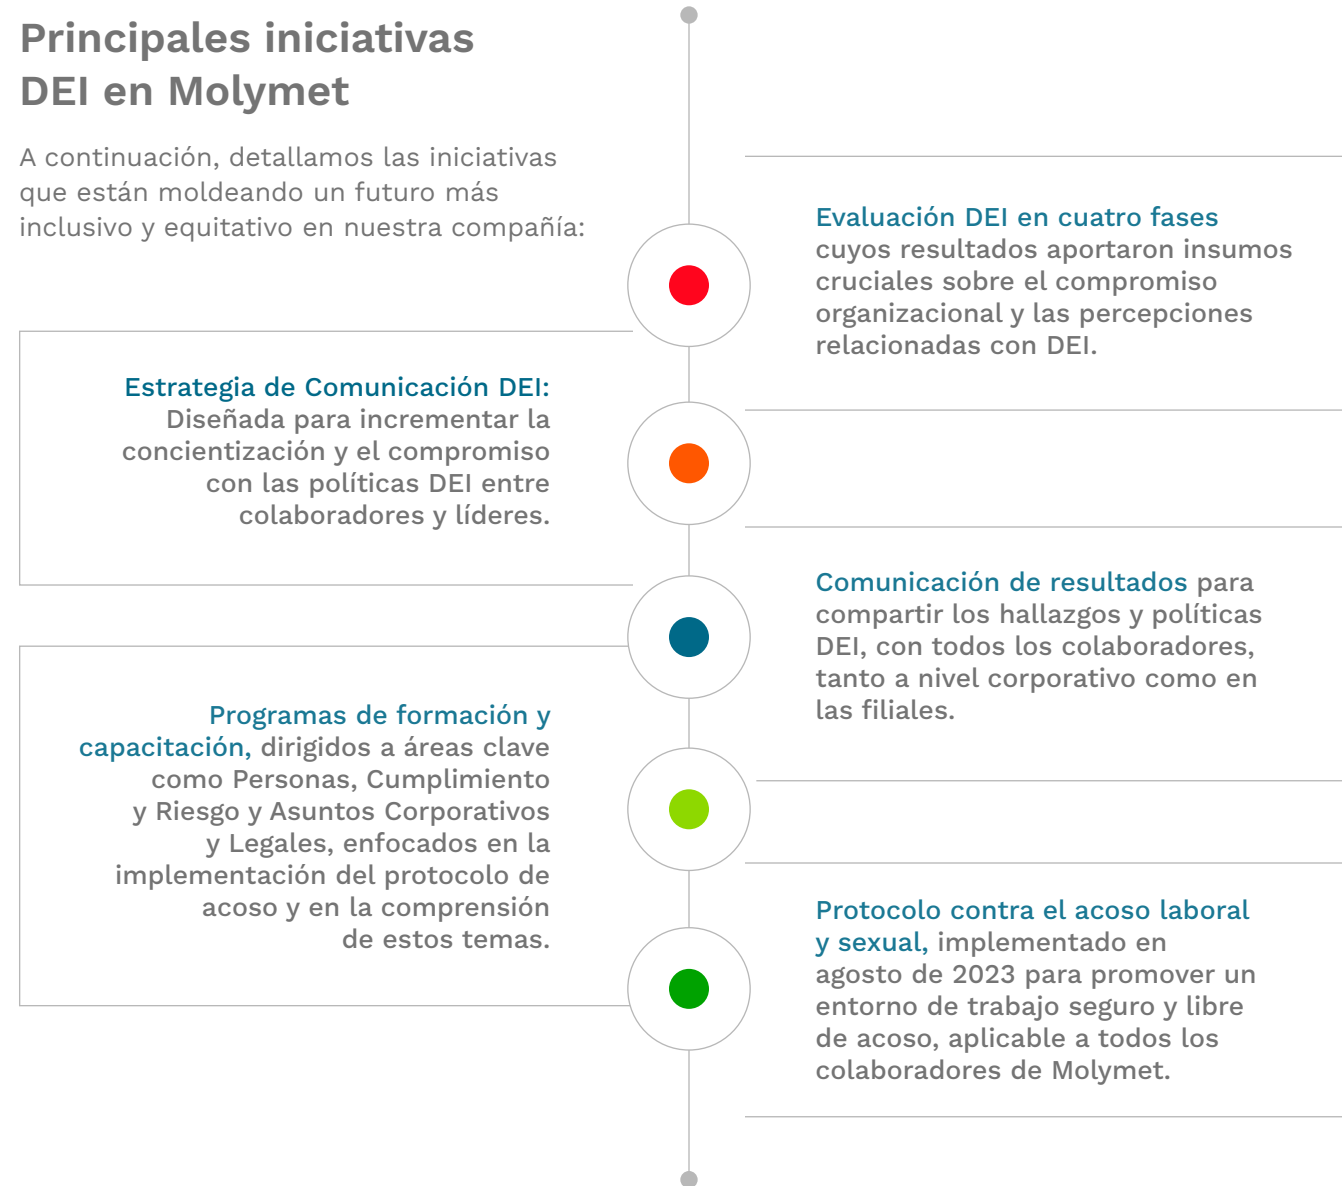 Principales iniciativas
DEI en Molymet
A continuación, detallamos las iniciativas
que están moldeando un futuro más
inclusivo y equitativo en nuestra compañía:
Evaluación DEI en cuatro fases
cuyos resultados aportaron insumos
cruciales sobre el compromiso
organizacional y las percepciones
relacionadas con DEI.
Estrategia de Comunicación DEI:
Diseñada para incrementar la
concientización y el compromiso
con las políticas DEI entre
colaboradores y líderes.
Comunicación de resultados para
compartir los hallazgos y políticas
DEI, con todos los colaboradores,
tanto a nivel corporativo como en
las filiales.
Programas de formación y
capacitación, dirigidos a áreas clave
como Personas, Cumplimiento
y Riesgo y Asuntos Corporativos
y Legales, enfocados en la
implementación del protocolo de
acoso y en la comprensión
de estos temas.
Protocolo contra el acoso laboral
y sexual, implementado en
agosto de 2023 para promover un
entorno de trabajo seguro y libre
de acoso, aplicable a todos los
colaboradores de Molymet.